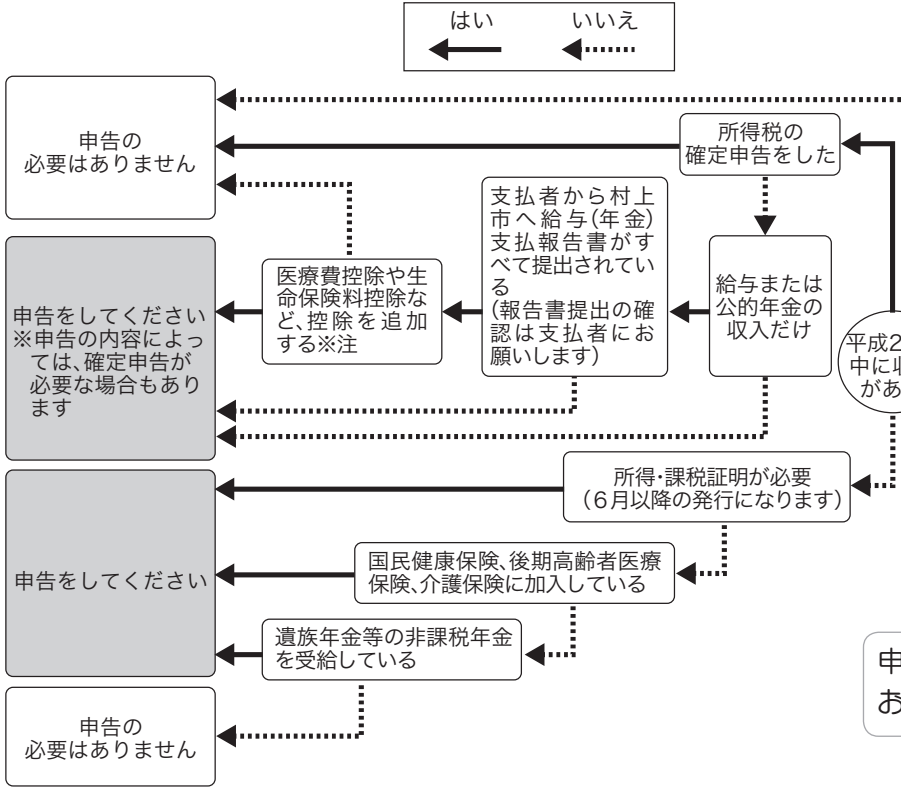 はい
いいえ
申告の
必要はありません
所得税の
確定申告をした
支払者から村上
市へ給与(年金)
支払報告書がす
べて提出されてい
る
(報告書提出の確
認は支払者にお
願いします)
給与または
公的年金の
収入だけ
医療費控除や生
命保険料控除な
ど、控除を追加
する※注
申告をしてください
※申告の内容によっ
ては、確定申告が
必要な場合もあり
ます
平成2
中に収
があ
所得・課税証明が必要
(6月以降の発行になります)
国民健康保険、後期高齢者医療
保険、介護保険に加入している
申告をしてください
遺族年金等の非課税年金
を受給している
申告の
必要はありません
申
お